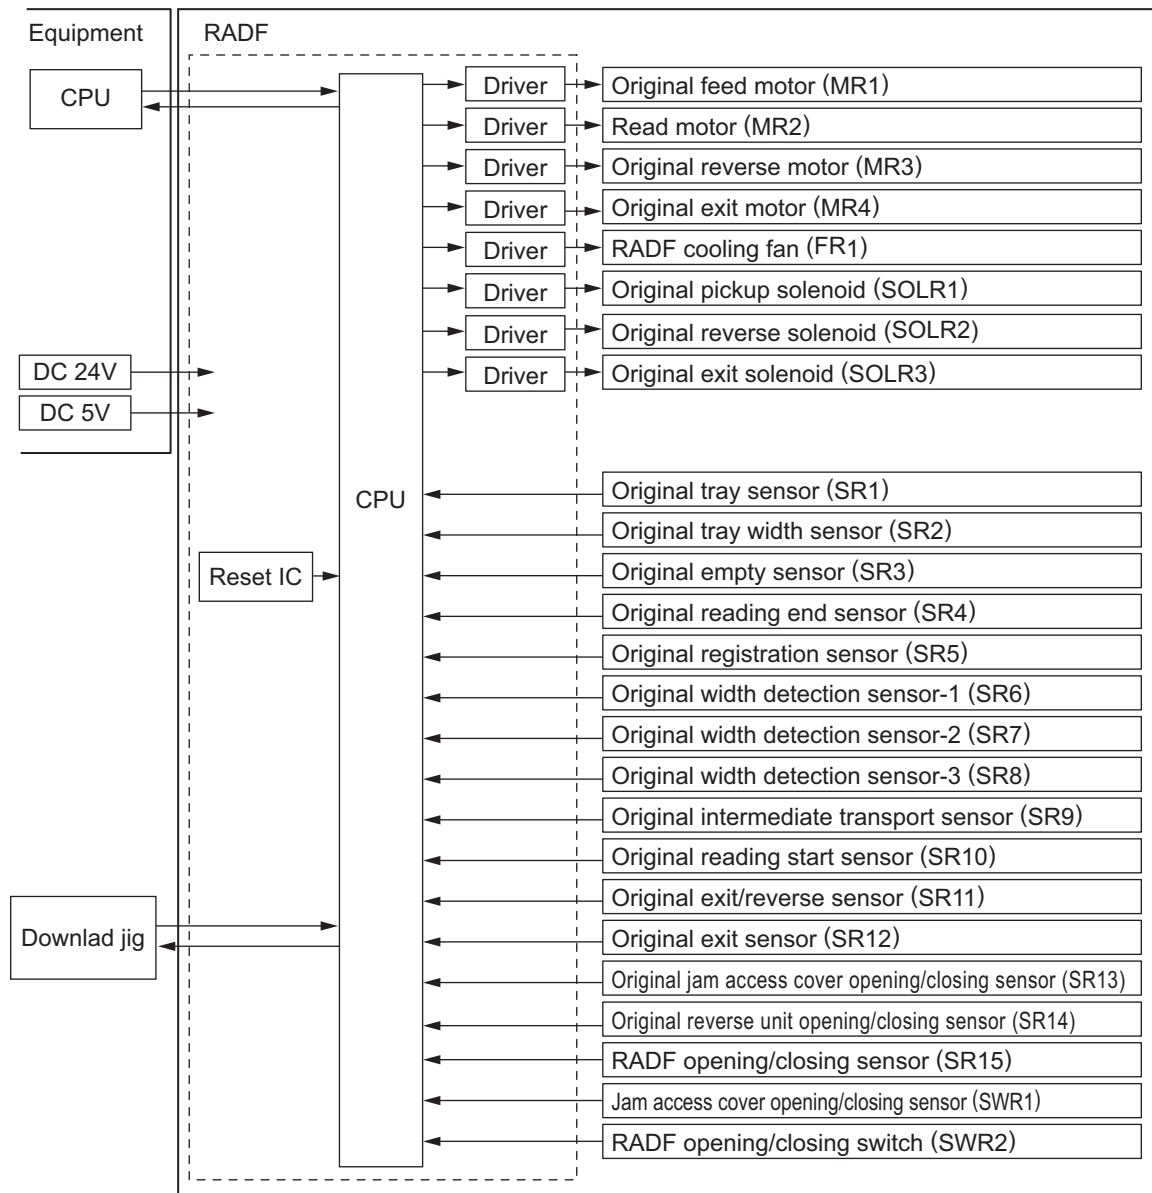 Equipment
RADF
CPU
Driver
Original feed motor (MR1)
Driver
Read motor (MR2)
Driver
Original reverse motor (MR3)
Driver
Original exit motor (MR4)
Driver
RADF cooling fan (FR1)
Driver
Original pickup solenoid (SOLR1)
Driver
Original reverse solenoid (SOLR2)
DC 24V
Driver
Original exit solenoid (SOLR3)
DC 5V
CPU
Original tray sensor (SR1)
Original tray width sensor (SR2)
Reset IC
Original empty sensor (SR3)
Original reading end sensor (SR4)
Original registration sensor (SR5)
Original width detection sensor-1 (SR6)
Original width detection sensor-2 (SR7)
Original width detection sensor-3 (SR8)
Original intermediate transport sensor (SR9)
Original reading start sensor (SR10)
Original exit/reverse sensor (SR11)
Downlad jig
Original exit sensor (SR12)
Original jam access cover opening/closing sensor (SR13)
Original reverse unit opening/closing sensor (SR14)
RADF opening/closing sensor (SR15)
Jam access cover opening/closing sensor (SWR1)
RADF opening/closing switch (SWR2)